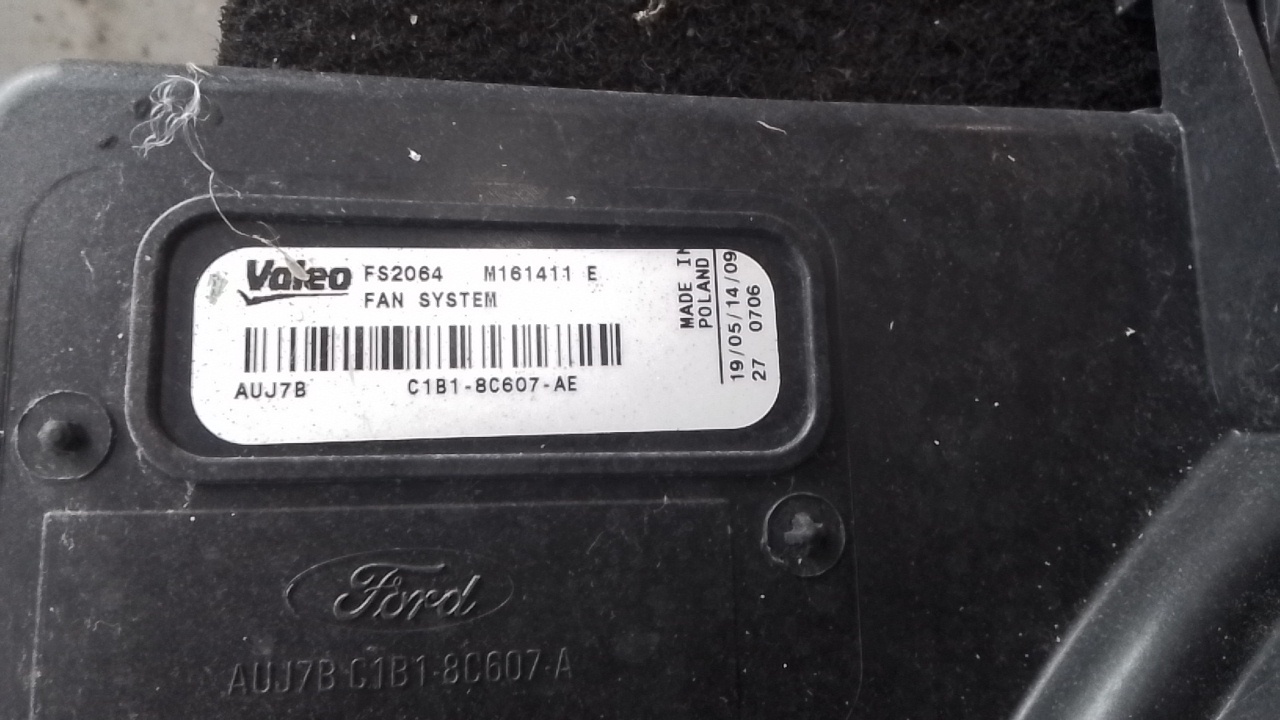 Valeo FS2064 M161411 E
FAN SYSTEM
AUJ7B C1B1-8C607-AE
MADE IN
POLAND
19/05/14/09
27 0706
Ford
AUJ7B C1B1-8C607-A